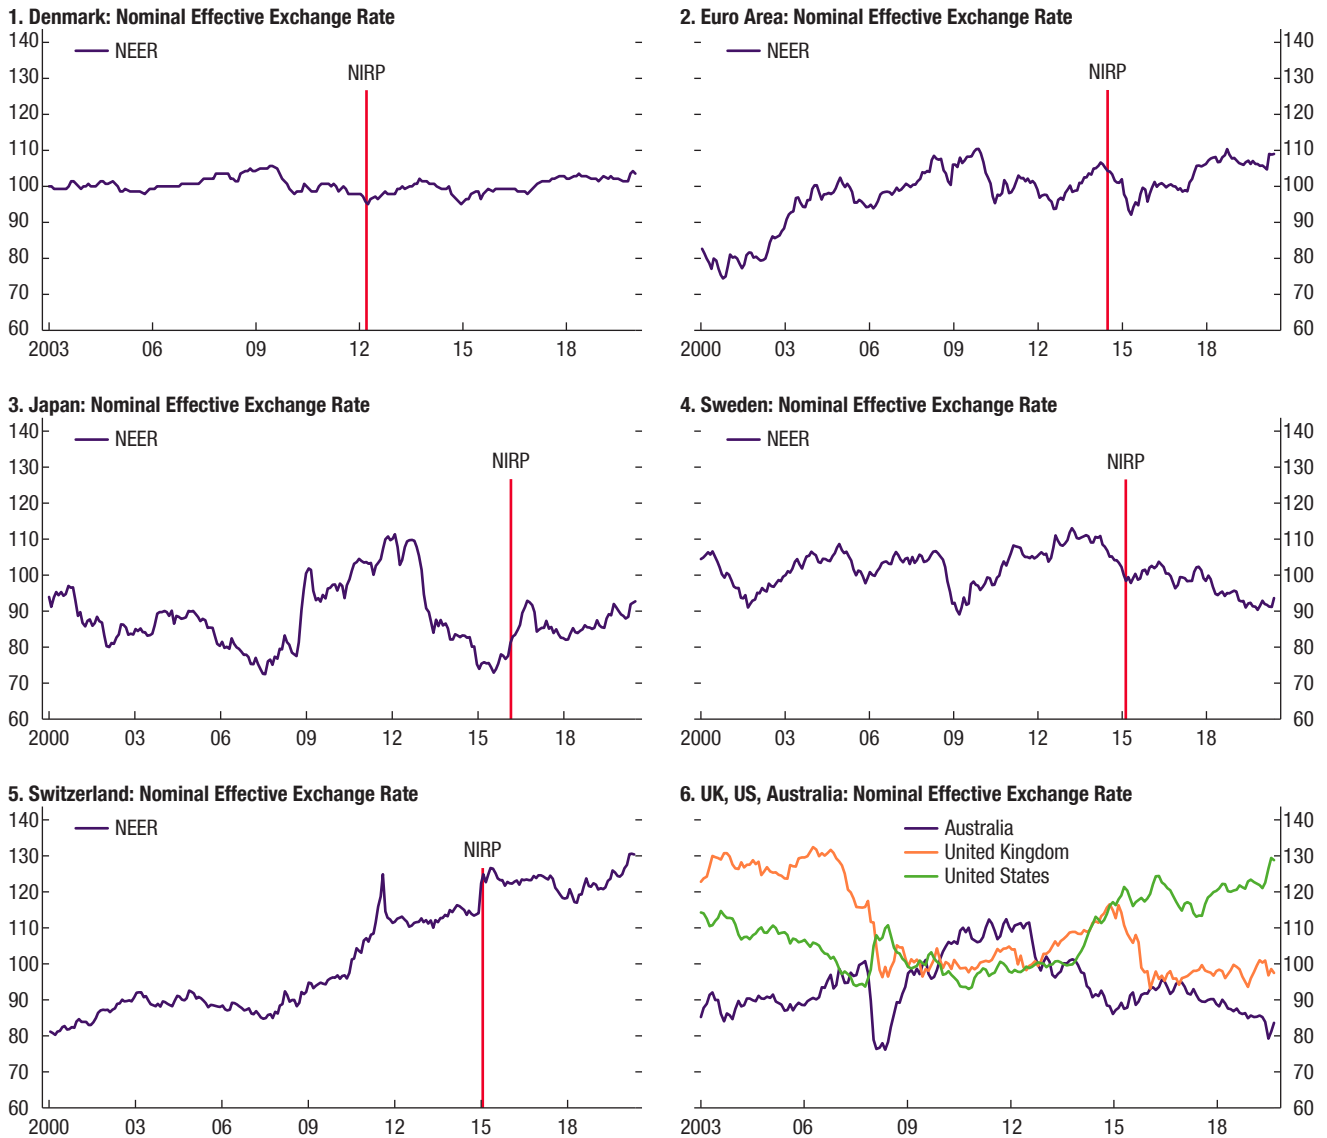 1. Denmark: Nominal Effective Exchange Rate
140
NEER
130
NIRP
120
110
100
90
80
70
60
2003 06 09 12 15 18
2. Euro Area: Nominal Effective Exchange Rate
140
NEER
130
NIRP
120
110
100
90
80
70
60
2000 03 06 09 12 15 18
3. Japan: Nominal Effective Exchange Rate
140
NEER
130
NIRP
120
110
100
90
80
70
60
2000 03 06 09 12 15 18
4. Sweden: Nominal Effective Exchange Rate
140
NEER
130
NIRP
120
110
100
90
80
70
60
2000 03 06 09 12 15 18
5. Switzerland: Nominal Effective Exchange Rate
140
NEER
130
NIRP
120
110
100
90
80
70
60
2000 03 06 09 12 15 18
6. UK, US, Australia: Nominal Effective Exchange Rate
140
Australia
United Kingdom
130
United States
120
110
100
90
80
70
60
2003 06 09 12 15 18